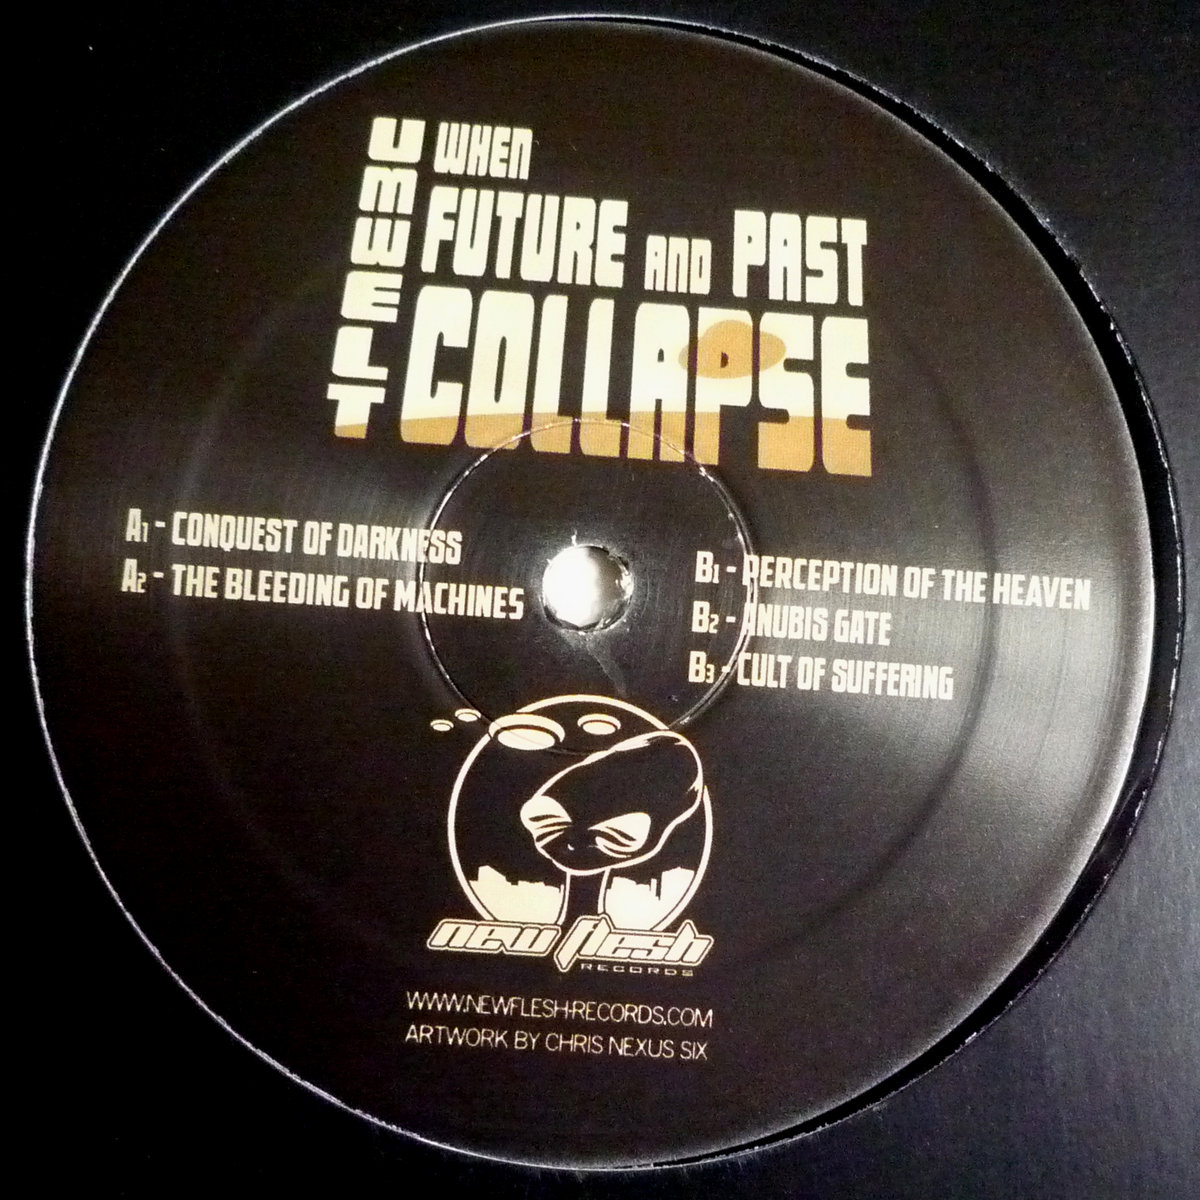 UMWELT
WHEN
FUTURE AND PAST
COLLAPSE
A1 - CONQUEST OF DARKNESS
A2 - THE BLEEDING OF MACHINES
B1 - PERCEPTION OF THE HEAVEN
B2 - ANUBIS GATE
B3 - CULT OF SUFFERING
new flesh
RECORDS
WWW.NEWFLESH-RECORDS.COM
ARTWORK BY CHRIS NEXUS SIX